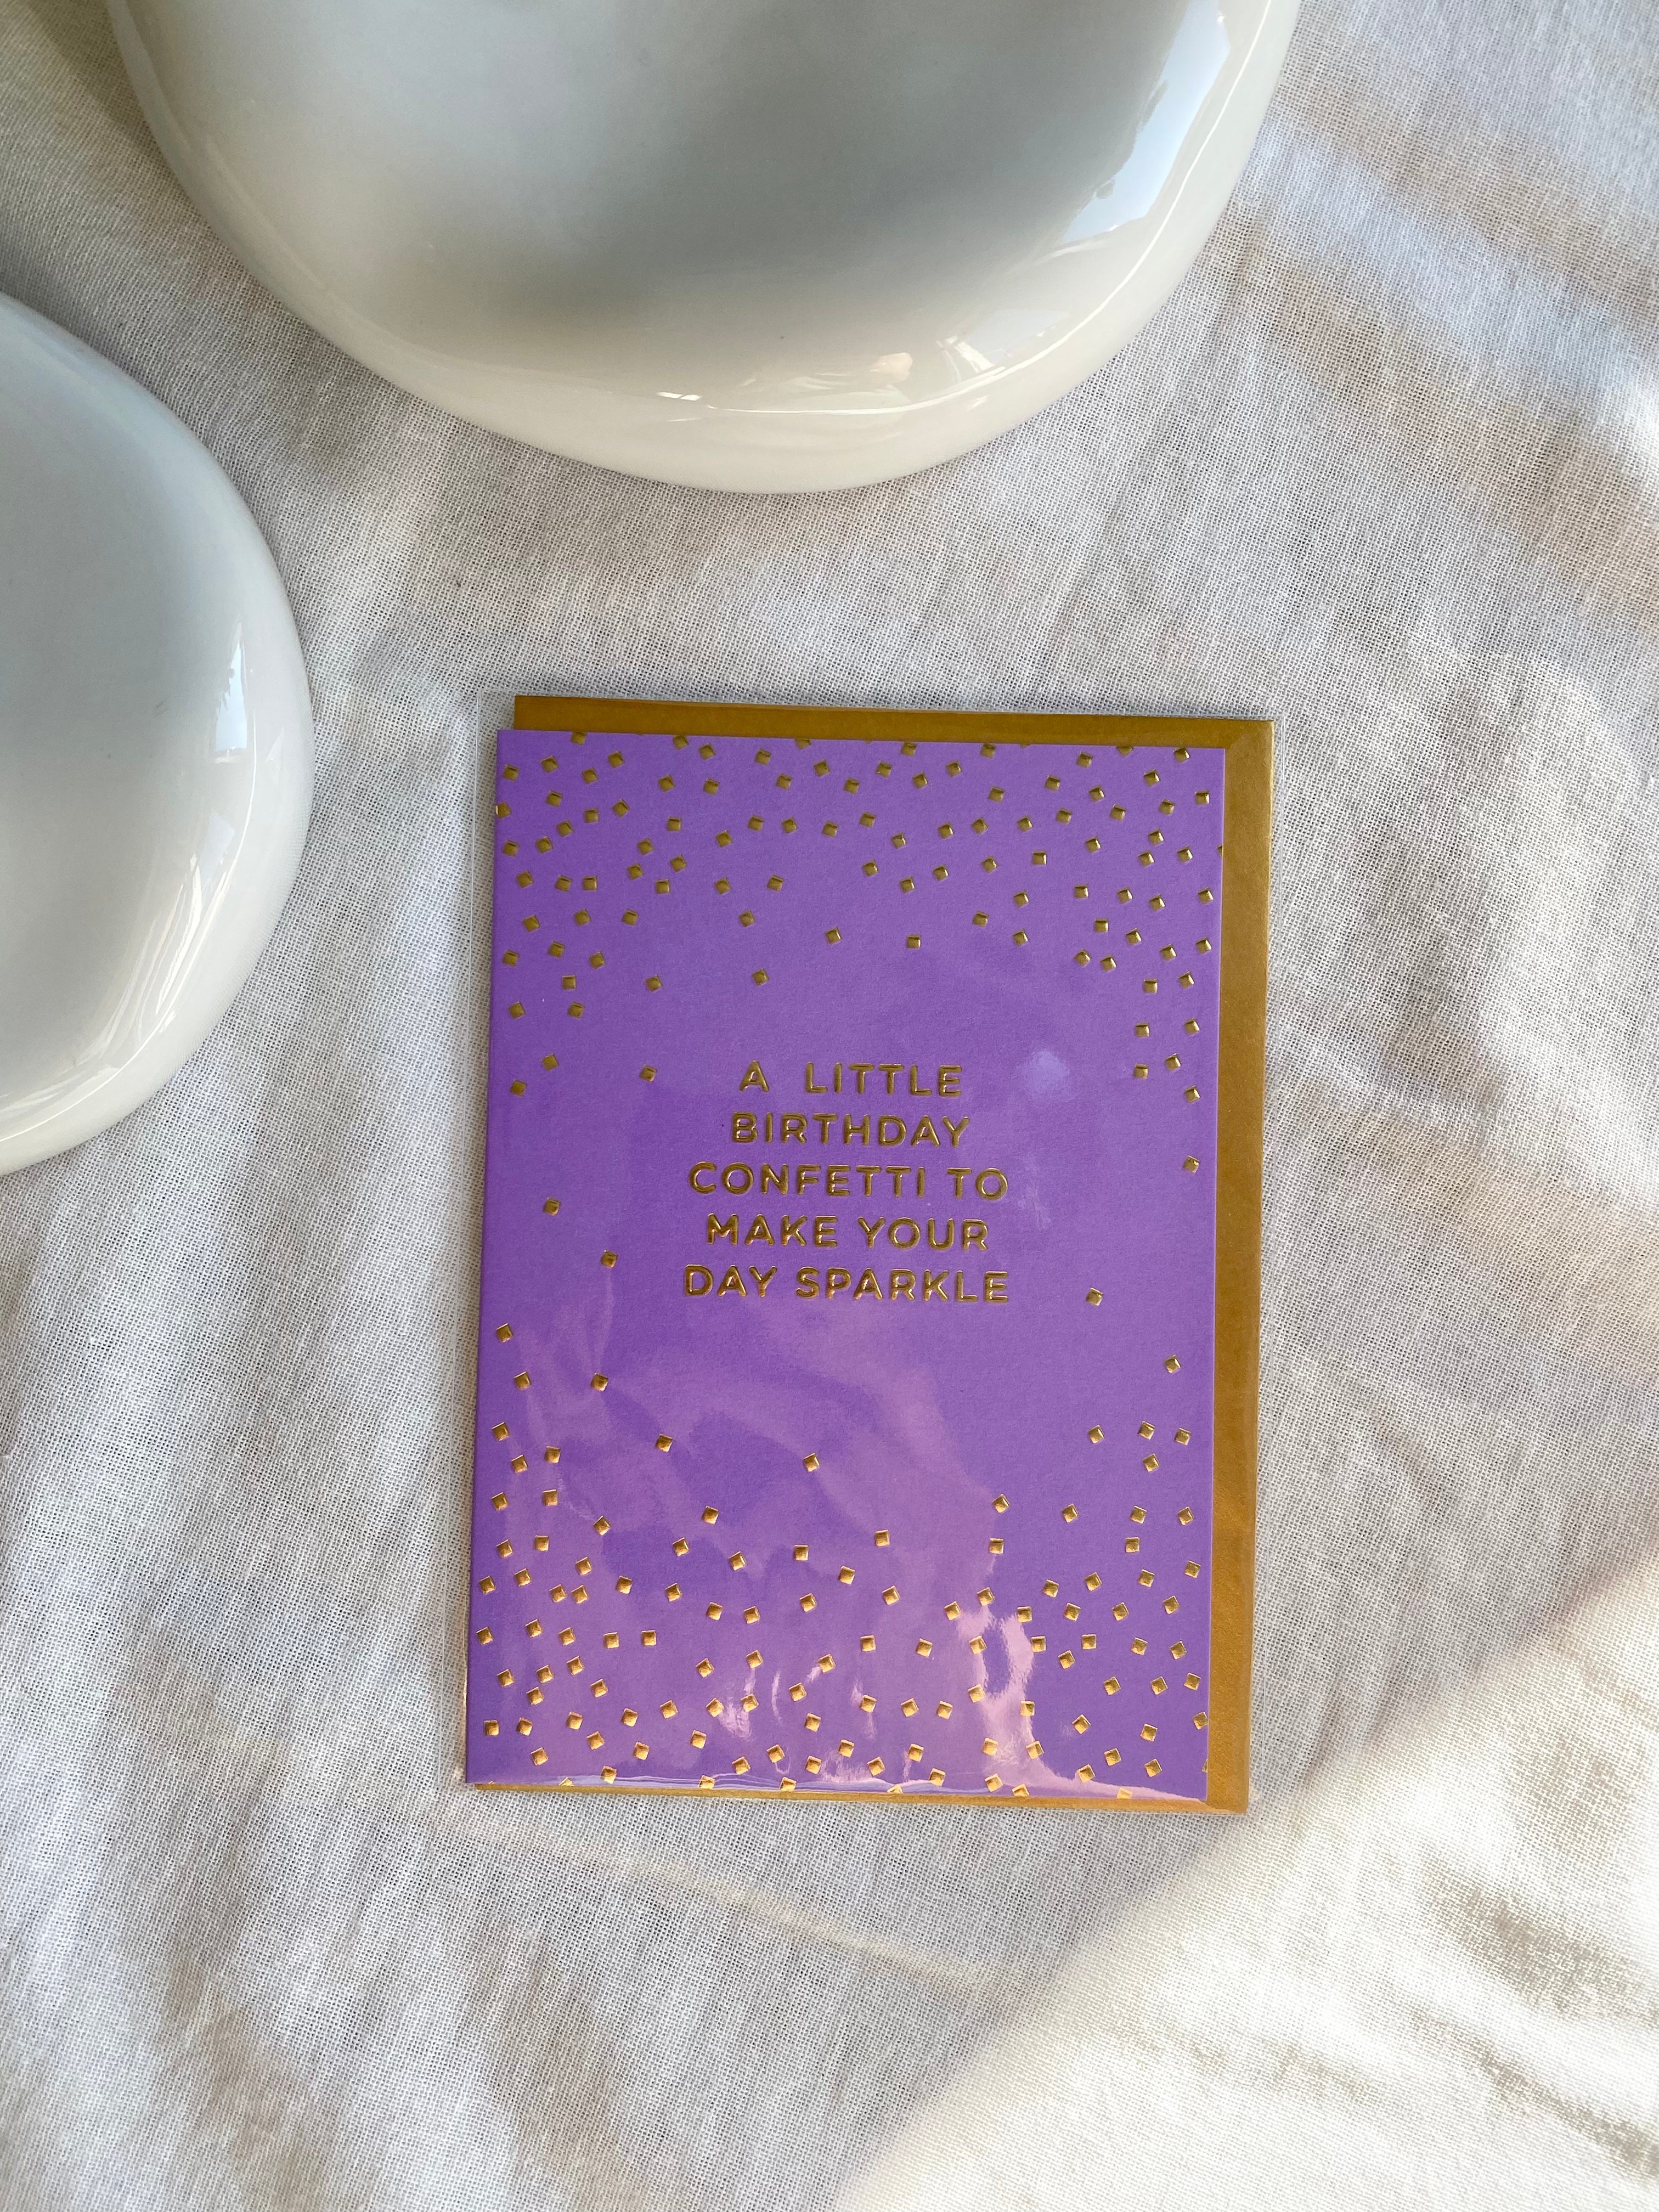 A LITTLE
BIRTHDAY
CONFETTI TO
MAKE YOUR
DAY SPARKLE